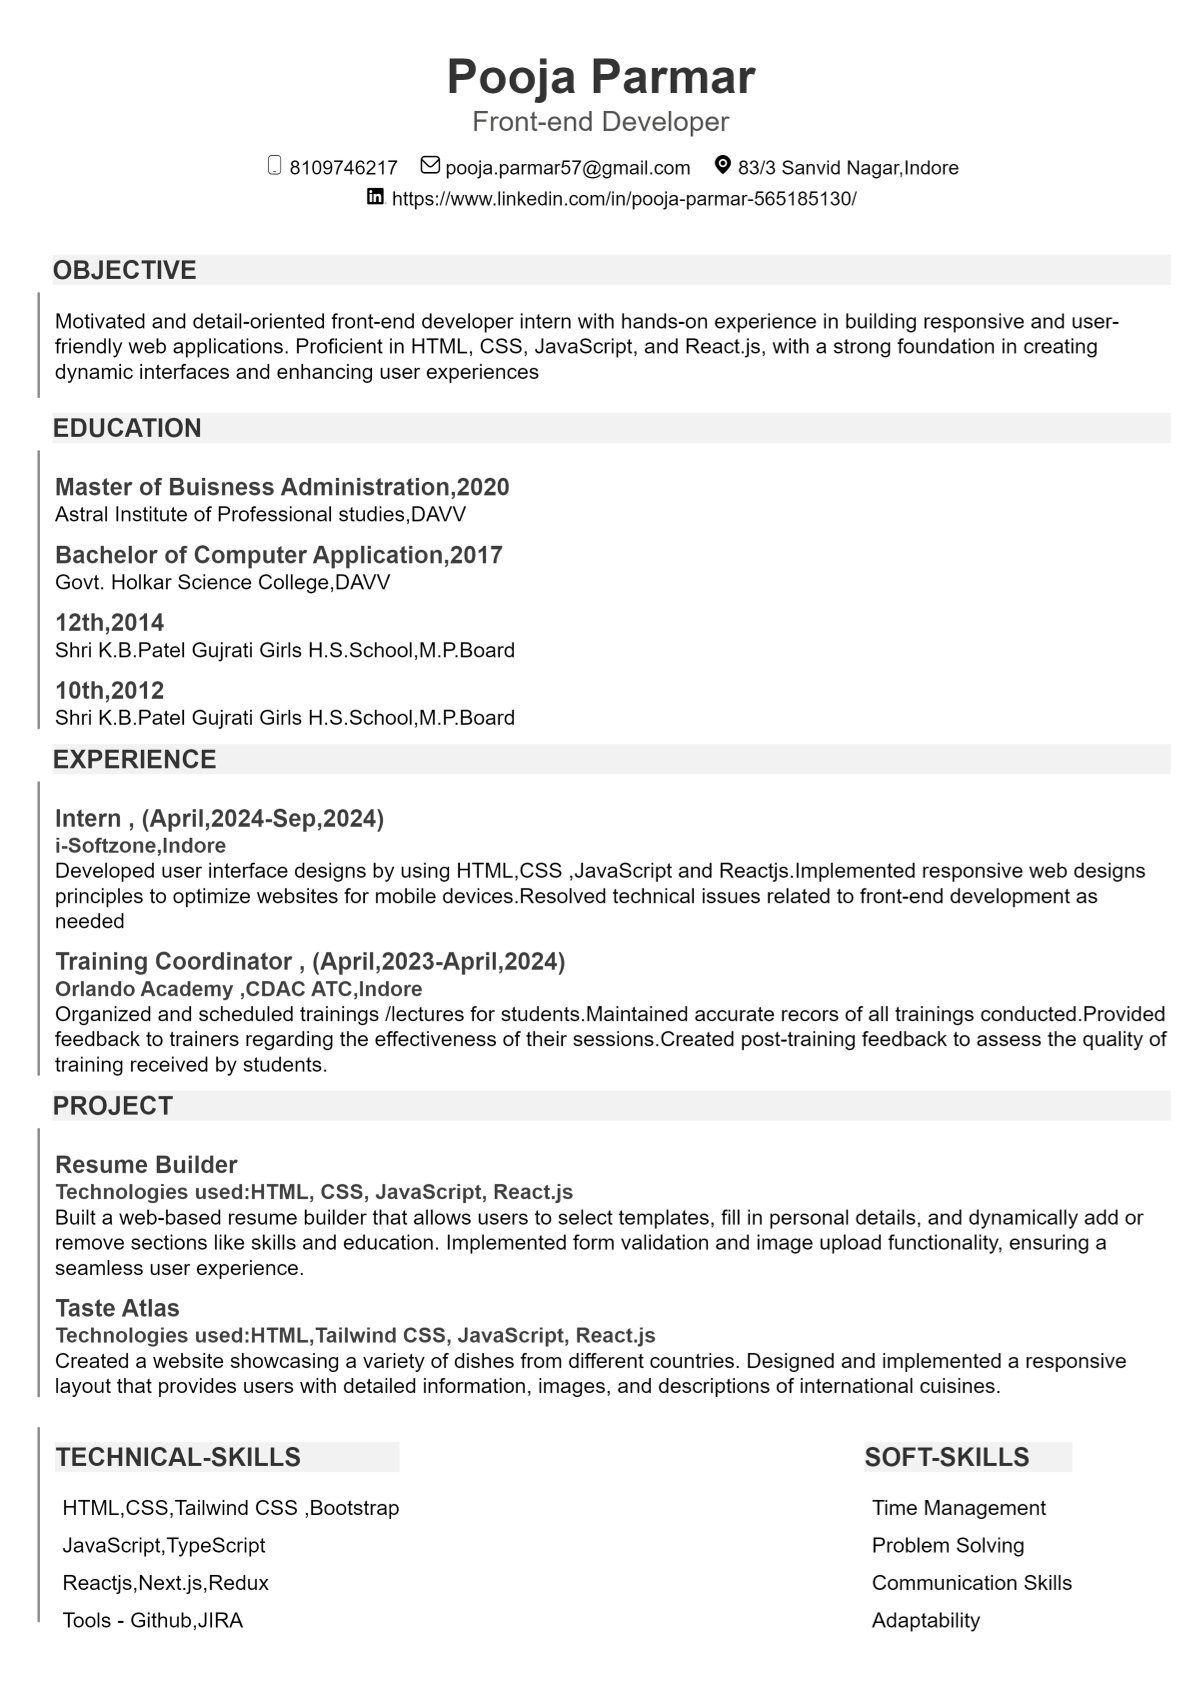 Pooja Parmar
Front-end Developer
8109746217 pooja.parmar57@gmail.com 83/3 Sanvid Nagar,Indore
https://www.linkedin.com/in/pooja-parmar-565185130/
OBJECTIVE
Motivated and detail-oriented front-end developer intern with hands-on experience in building responsive and user-
friendly web applications. Proficient in HTML, CSS, JavaScript, and React.js, with a strong foundation in creating
dynamic interfaces and enhancing user experiences
EDUCATION
Master of Buisness Administration,2020
Astral Institute of Professional studies,DAVV
Bachelor of Computer Application,2017
Govt. Holkar Science College,DAVV
12th,2014
Shri K.B.Patel Gujrati Girls H.S.School,M.P.Board
10th,2012
Shri K.B.Patel Gujrati Girls H.S.School,M.P.Board
EXPERIENCE
Intern , (April,2024-Sep,2024)
i-Softzone,Indore
Developed user interface designs by using HTML,CSS ,JavaScript and Reactjs.Implemented responsive web designs
principles to optimize websites for mobile devices.Resolved technical issues related to front-end development as
needed
Training Coordinator , (April,2023-April,2024)
Orlando Academy ,CDAC ATC,Indore
Organized and scheduled trainings /lectures for students.Maintained accurate recors of all trainings conducted.Provided
feedback to trainers regarding the effectiveness of their sessions.Created post-training feedback to assess the quality of
training received by students.
PROJECT
Resume Builder
Technologies used:HTML, CSS, JavaScript, React.js
Built a web-based resume builder that allows users to select templates, fill in personal details, and dynamically add or
remove sections like skills and education. Implemented form validation and image upload functionality, ensuring a
seamless user experience.
Taste Atlas
Technologies used:HTML,Tailwind CSS, JavaScript, React.js
Created a website showcasing a variety of dishes from different countries. Designed and implemented a responsive
layout that provides users with detailed information, images, and descriptions of international cuisines.
TECHNICAL-SKILLS
HTML,CSS,Tailwind CSS ,Bootstrap
JavaScript,TypeScript
Reactjs,Next.js,Redux
Tools - Github,JIRA
SOFT-SKILLS
Time Management
Problem Solving
Communication Skills
Adaptability